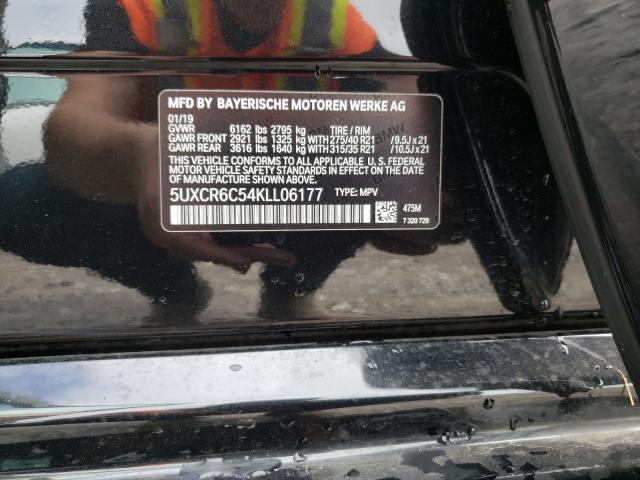 MFD BY BAYERISCHE MOTOREN WERKE AG
01/19
GVWR 6162 lbs 2795 kg TIRE / RIM
GAWR FRONT 2921 lbs 1325 kg WITH 275/40 R21 /9.5J x 21
GAWR REAR 3616 lbs 1640 kg WITH 315/35 R21 /10.5J x 21
THIS VEHICLE CONFORMS TO ALL APPLICABLE U. S. FEDERAL
MOTOR VEHICLE SAFETY STANDARDS IN EFFECT ON
THE DATE OF MANUFACTURE SHOWN ABOVE.
5UXCR6C54KLL06177 TYPE: MPV
475M
7 320 729